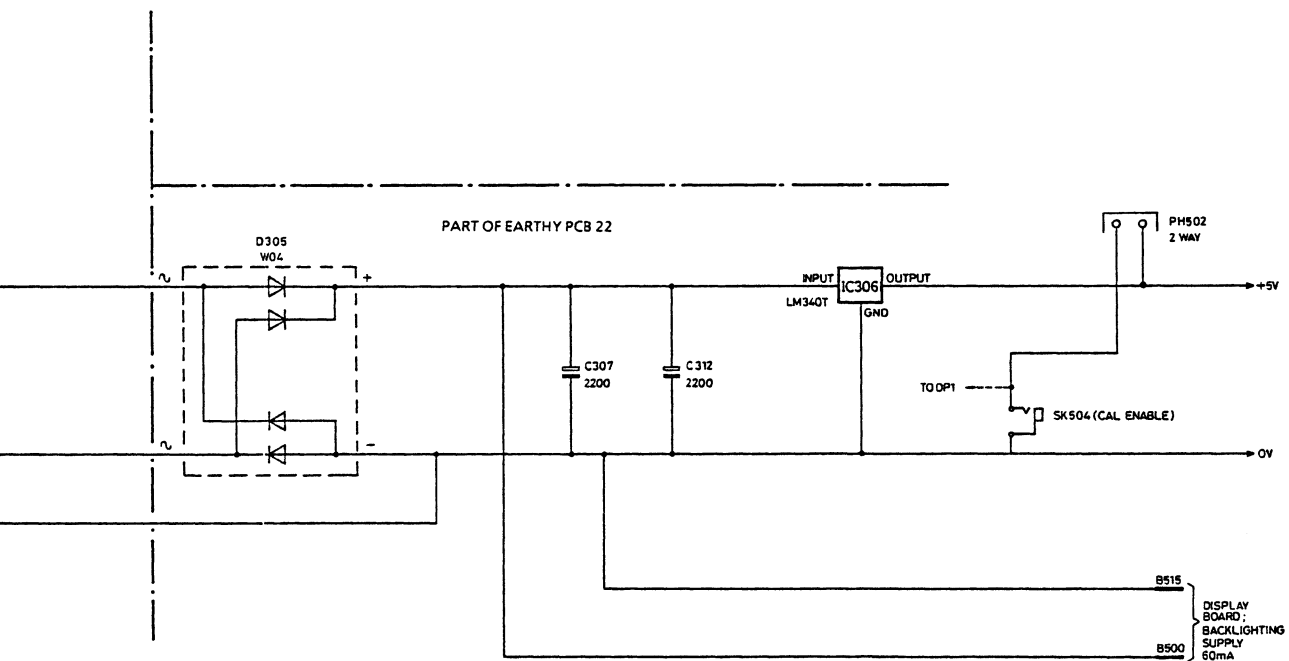 PART OF EARTHY PCB 22
PH502
2 WAY
D305
W04
~
+
INPUT
IC306
OUTPUT
+5V
LM340T
GND
C307
2200
C312
2200
TO DP1
SK504 (CAL ENABLE)
~
-
0V
B515
DISPLAY
BOARD;
BACKLIGHTING
SUPPLY
60mA
B500